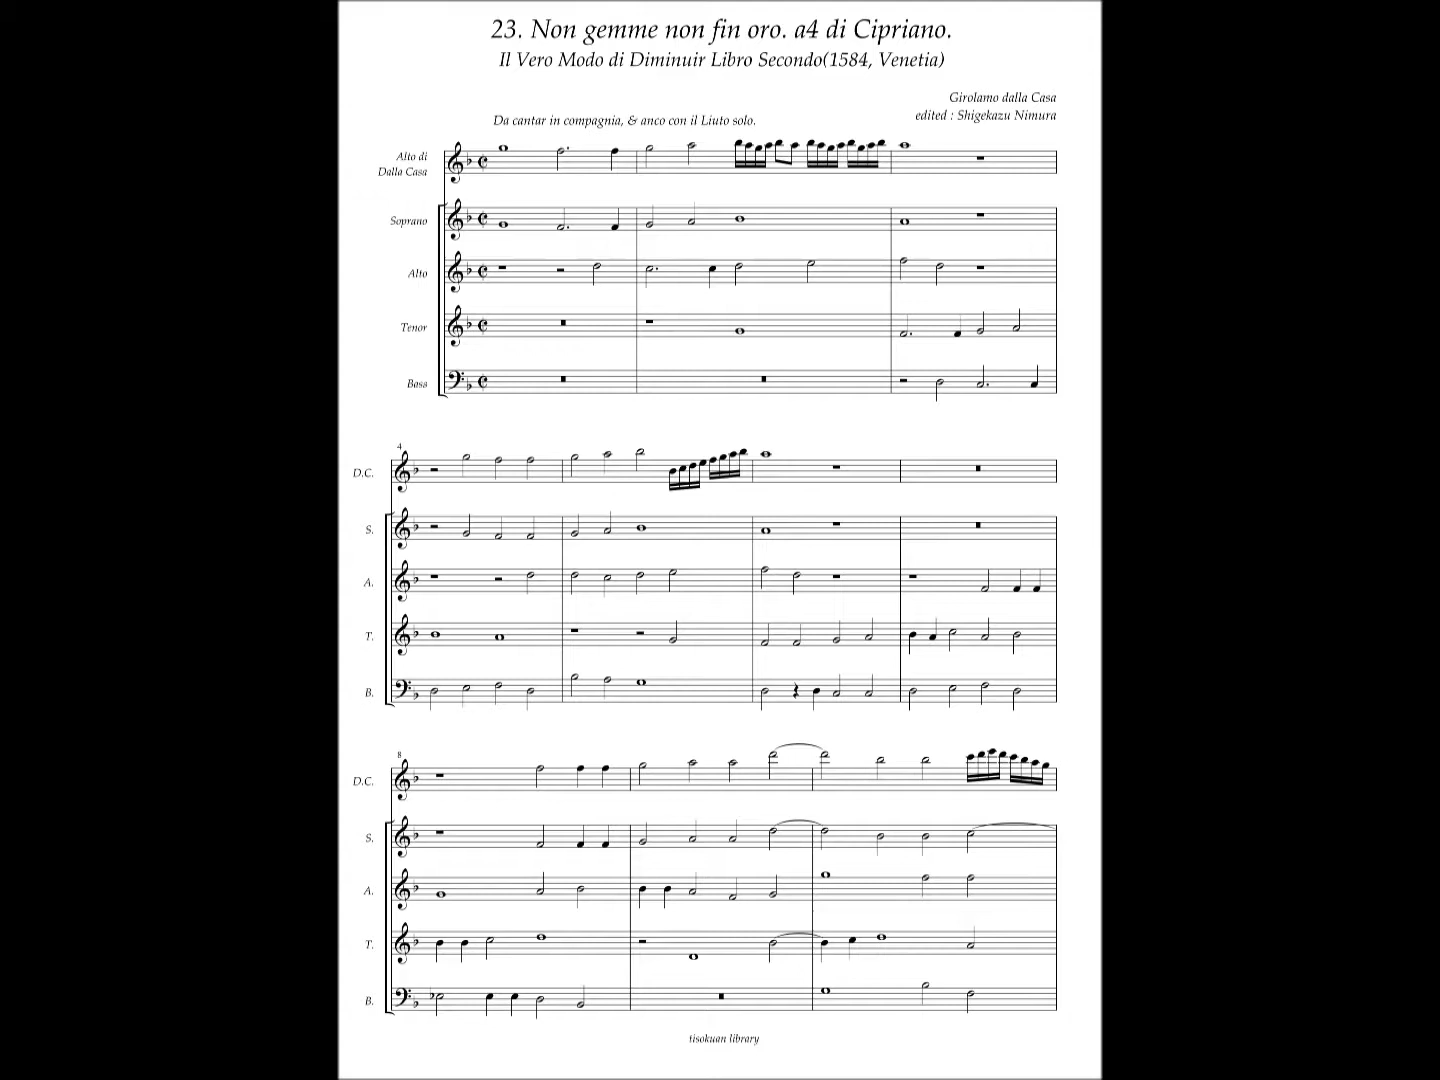 23. Non gemme non fin oro. a4 di Cipriano.
Il Vero Modo di Diminuir Libro Secondo(1584, Venetia)
Girolamo dalla Casa
edited : Shigekazu Nimura
Da cantar in compagnia, & anco con il Liuto solo.
Alto di
Dalla Casa
Soprano
Alto
Tenor
Bass
4
D.C.
S.
A.
T.
B.
8
D.C.
S.
A.
T.
B.
tisokuan library